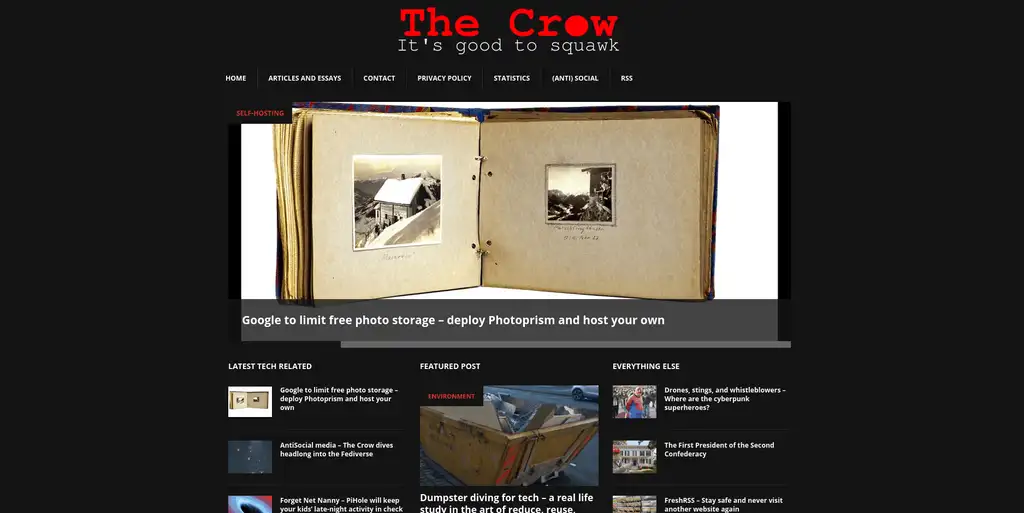 The Crow
It's good to squawk
HOME ARTICLES AND ESSAYS CONTACT PRIVACY POLICY STATISTICS (ANTI) SOCIAL RSS
SELF-HOSTING
Google to limit free photo storage – deploy Photoprism and host your own
LATEST TECH RELATED
Google to limit free photo storage –
deploy Photoprism and host your
own
AntiSocial media – The Crow dives
headlong into the Fediverse
Forget Net Nanny – PiHole will keep
your kids' late-night activity in check
FEATURED POST
ENVIRONMENT
Dumpster diving for tech – a real life
study in the art of reduce, reuse,
EVERYTHING ELSE
Drones, stings, and whistleblowers –
Where are the cyberpunk
superheroes?
The First President of the Second
Confederacy
FreshRSS – Stay safe and never visit
another website again